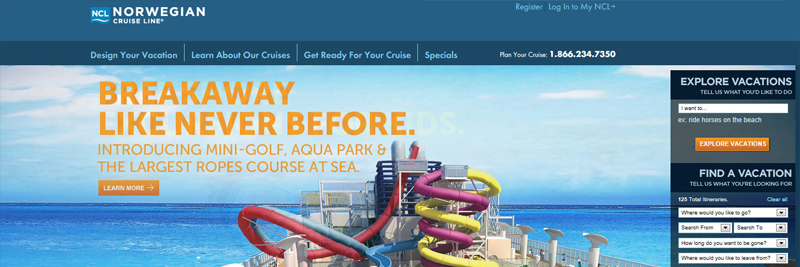 NCL NORWEGIAN
CRUISE LINE®
Register Log In to My NCL→
Design Your Vacation Learn About Our Cruises Get Ready For Your Cruise Specials
Plan Your Cruise: 1.866.234.7350
BREAKAWAY
LIKE NEVER BEFORE.
INTRODUCING MINI-GOLF, AQUA PARK &
THE LARGEST ROPES COURSE AT SEA.
LEARN MORE →
EXPLORE VACATIONS
TELL US WHAT YOU'D LIKE TO DO
I want to...
ex: ride horses on the beach
EXPLORE VACATIONS
FIND A VACATION
TELL US WHAT YOU'RE LOOKING FOR
125 Total Itineraries. Clear all
Where would you like to go?
Search From Search To
How long do you want to be gone?
Where would you like to leave from?